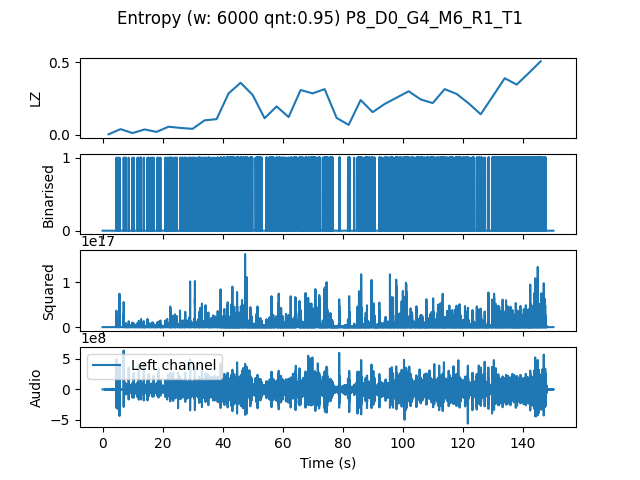 Entropy (w: 6000 qnt:0.95) P8_D0_G4_M6_R1_T1
0.5
LZ
0.0
1
Binarised
0
1e17
1
Squared
0
1e8
5
Left channel
Audio
0
−5
0 20 40 60 80 100 120 140
Time (s)